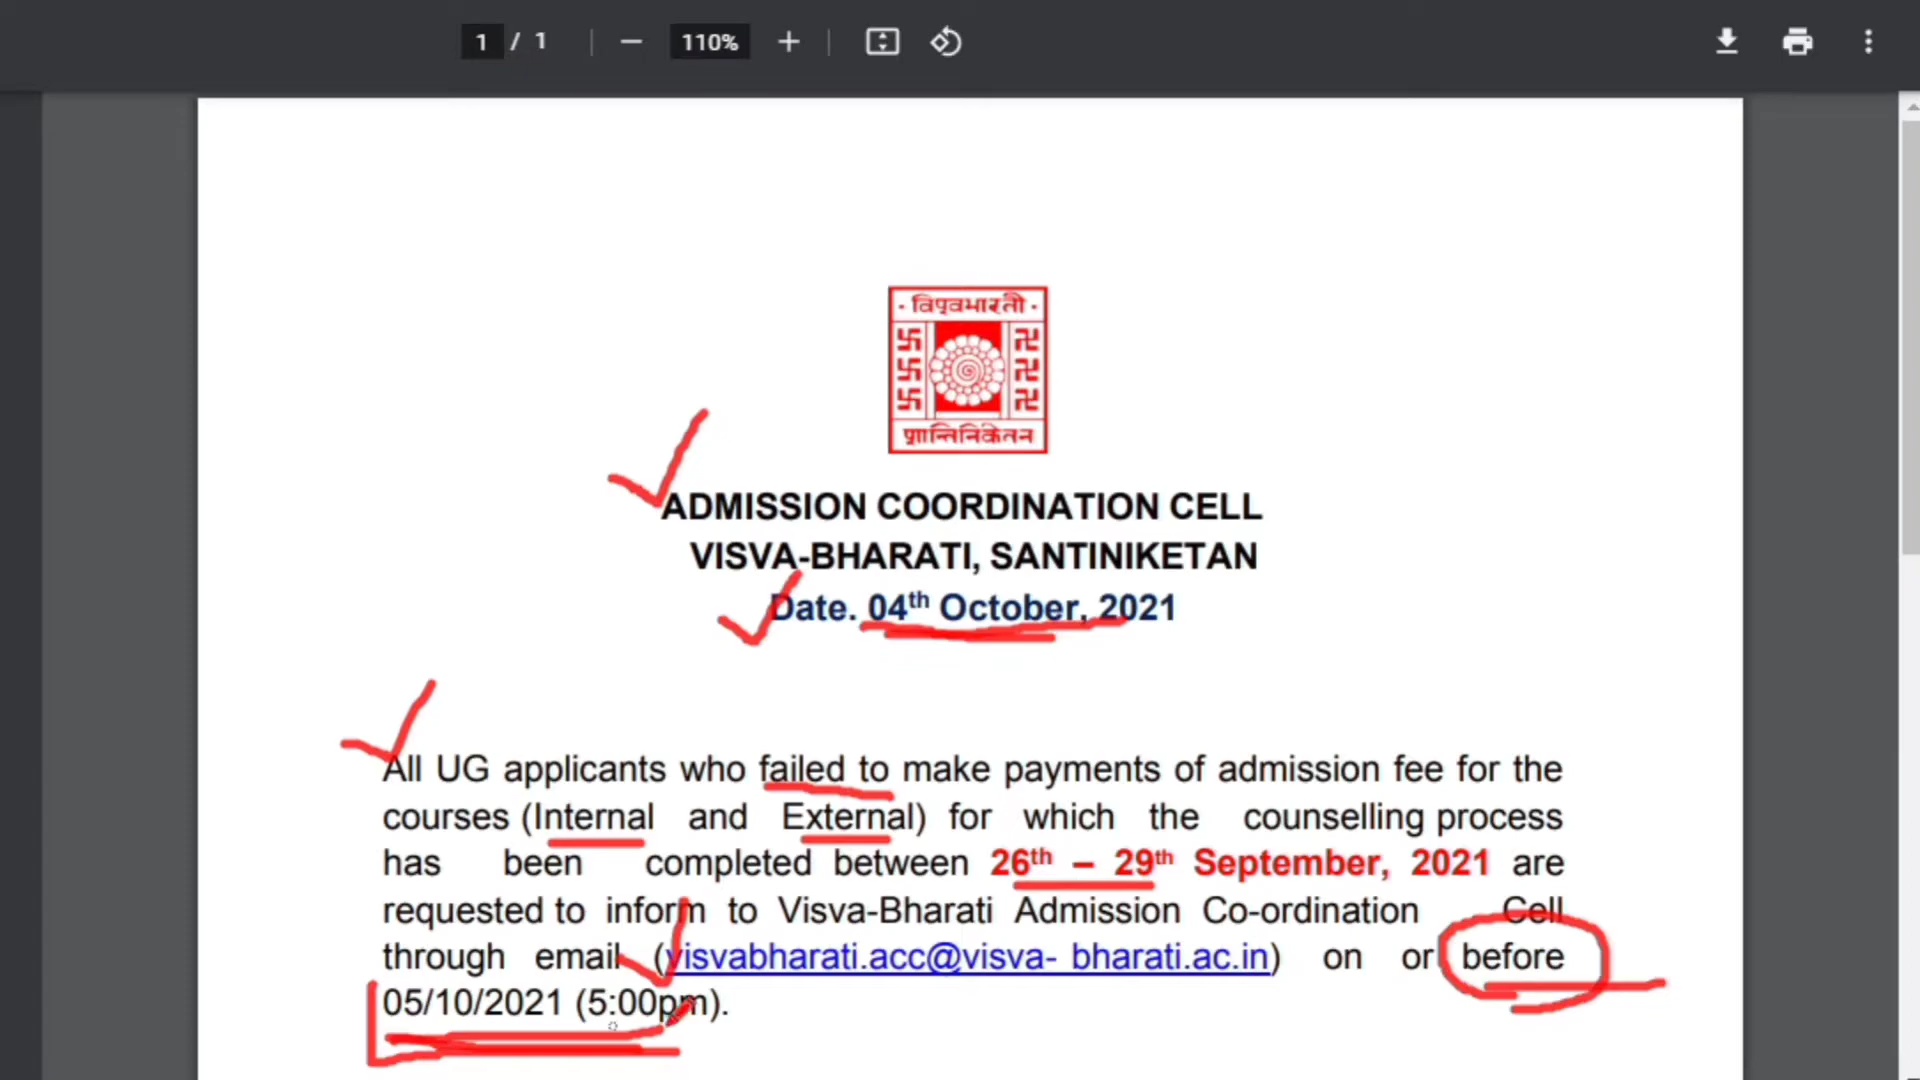 1 / 1 110%
· विश्वभारती ·
शान्तिनिकेतन
ADMISSION COORDINATION CELL
VISVA-BHARATI, SANTINIKETAN
Date. 04th October, 2021
All UG applicants who failed to make payments of admission fee for the
courses (Internal and External) for which the counselling process
has been completed between 26th – 29th September, 2021 are
requested to inform to Visva-Bharati Admission Co-ordination Cell
through email (visvabharati.acc@visva- bharati.ac.in) on or before
05/10/2021 (5:00pm).